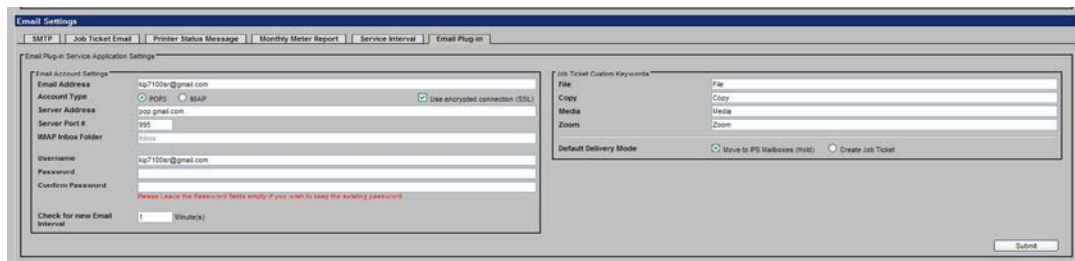 Email Settings
SMTP Job Ticket Email Printer Status Message Monthly Meter Report Service Interval Email Plug-in
Email Plug-in Service Application Settings
Email Account Settings
Email Address kip7100sr@gmail.com
Account Type POP3 IMAP Use encrypted connection (SSL)
Server Address pop.gmail.com
Server Port # 995
IMAP Inbox Folder Inbox
Username kip7100sr@gmail.com
Password
Confirm Password
Please Leave the Password fields empty if you wish to keep the existing password
Check for new Email Interval 1 Minute(s)
Job Ticket Custom Keywords
File File
Copy Copy
Media Media
Zoom Zoom
Default Delivery Mode Move to IPS Mailboxes (Hold) Create Job Ticket
Submit